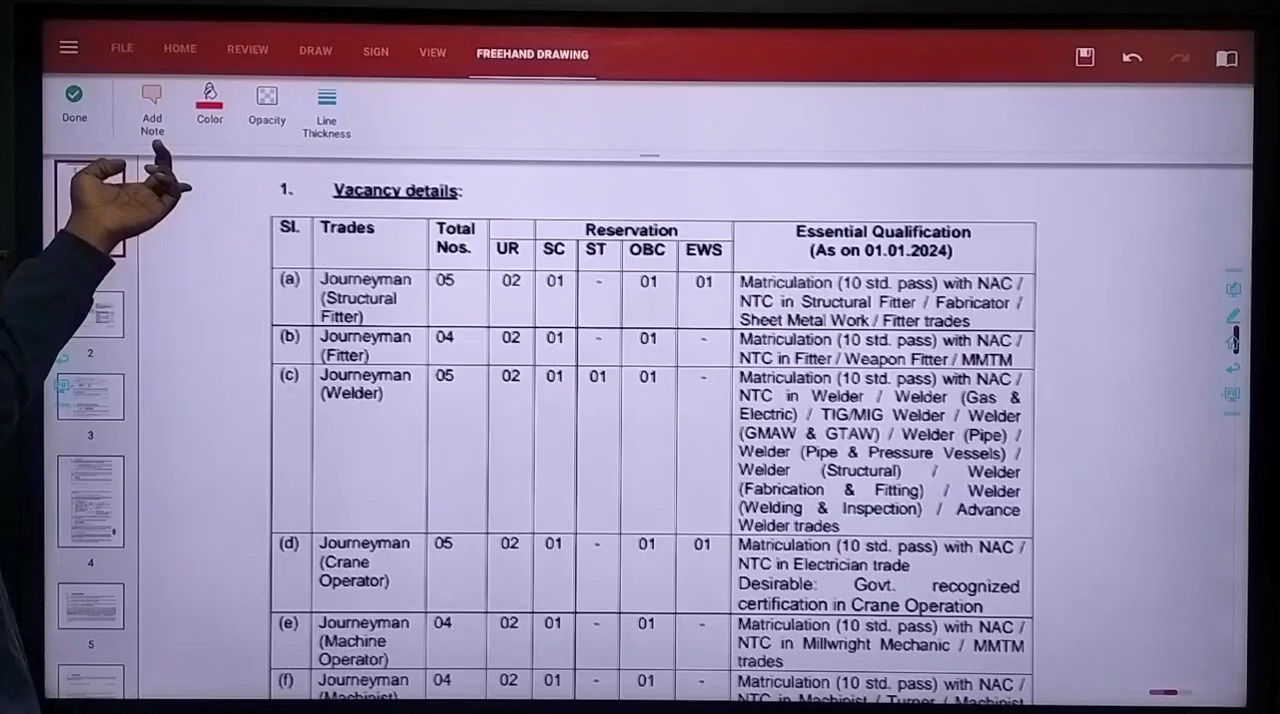 FILE HOME REVIEW DRAW SIGN VIEW FREEHAND DRAWING
Done Add Note Color Opacity Line Thickness
1. Vacancy details:
Sl. Trades Total Nos. Reservation Essential Qualification
UR SC ST OBC EWS (As on 01.01.2024)
(a) Journeyman 05 02 01 - 01 01 Matriculation (10 std. pass) with NAC /
(Structural NTC in Structural Fitter / Fabricator /
Fitter) Sheet Metal Work / Fitter trades
(b) Journeyman 04 02 01 - 01 - Matriculation (10 std. pass) with NAC /
(Fitter) NTC in Fitter / Weapon Fitter / MMTM
(c) Journeyman 05 02 01 01 01 - Matriculation (10 std. pass) with NAC /
(Welder) NTC in Welder / Welder (Gas &
Electric) / TIG/MIG Welder / Welder
(GMAW & GTAW) / Welder (Pipe) /
Welder (Pipe & Pressure Vessels) /
Welder (Structural) / Welder
(Fabrication & Fitting) / Welder
(Welding & Inspection) / Advance
Welder trades
(d) Journeyman 05 02 01 - 01 01 Matriculation (10 std. pass) with NAC /
(Crane NTC in Electrician trade
Operator) Desirable: Govt. recognized
certification in Crane Operation
(e) Journeyman 04 02 01 - 01 - Matriculation (10 std. pass) with NAC /
(Machine NTC in Millwright Mechanic / MMTM
Operator) trades
(f) Journeyman 04 02 01 - 01 - Matriculation (10 std. pass) with NAC /
(Machinist) NTC in Machinist / Turner / Machinist
2
3
4
5